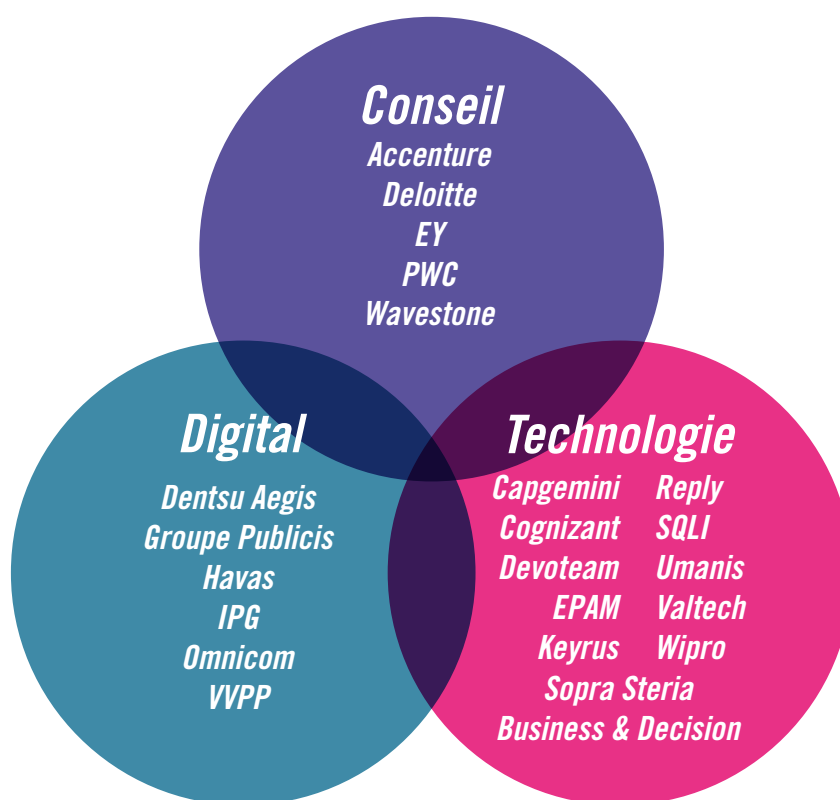 Conseil
Accenture
Deloitte
EY
PWC
Wavestone
Digital
Dentsu Aegis
Groupe Publicis
Havas
IPG
Omnicom
VVPP
Technologie
Capgemini Reply
Cognizant SQLI
Devoteam Umanis
EPAM Valtech
Keyrus Wipro
Sopra Steria
Business & Decision